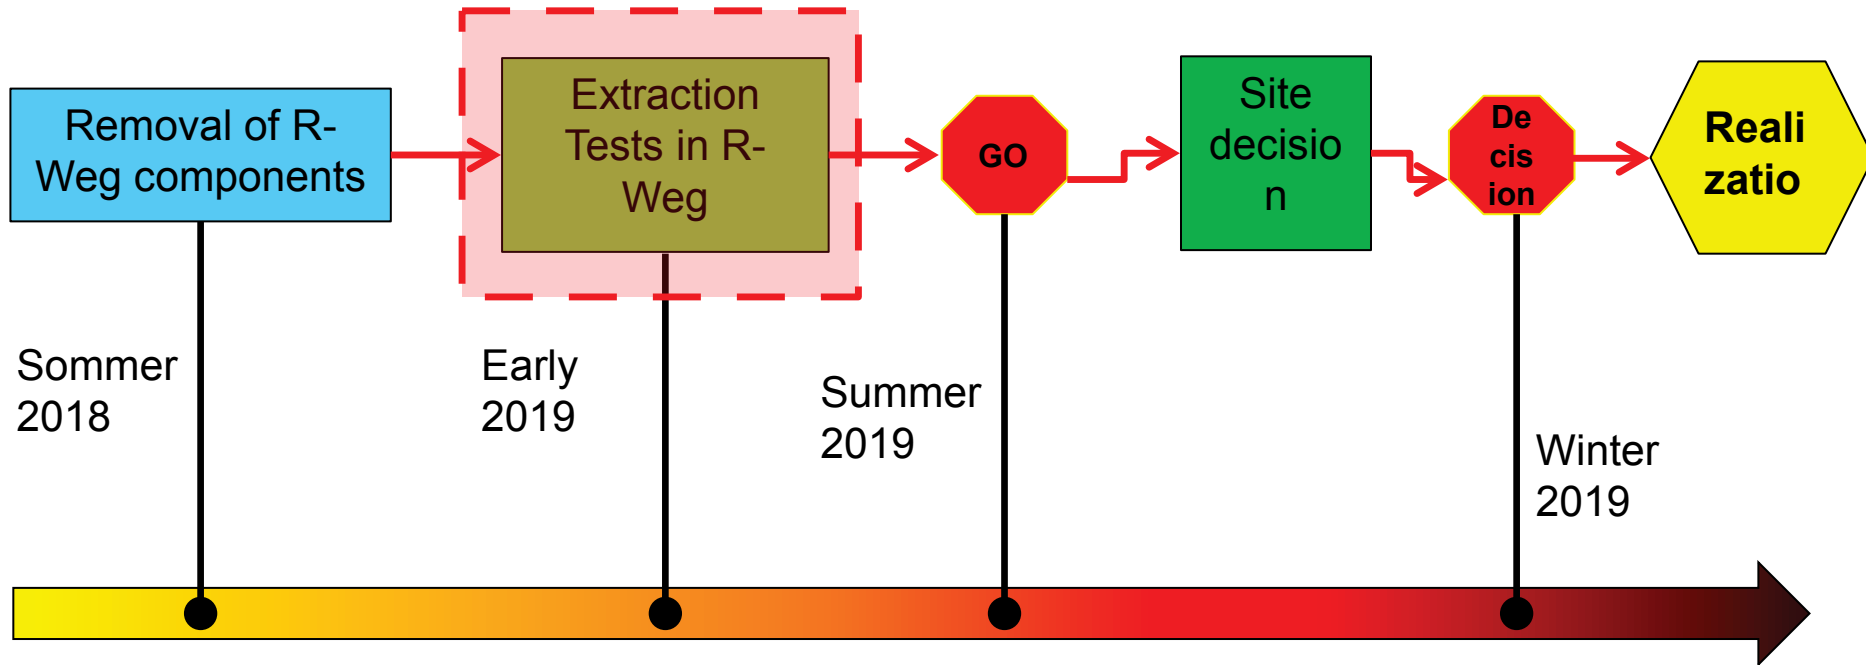 Removal of R-
Weg components
Extraction
Tests in R-
Weg
GO
Site
decisio
n
De
cis
ion
Reali
zatio
Sommer
2018
Early
2019
Summer
2019
Winter
2019